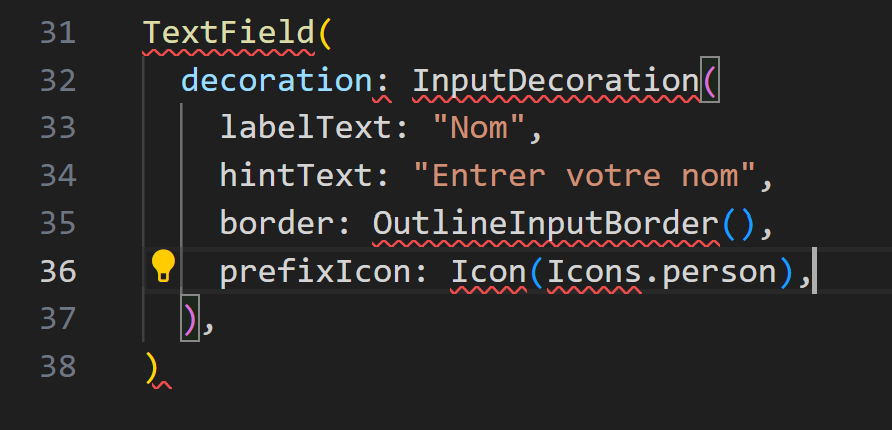 31 TextField(
32   decoration: InputDecoration(
33     labelText: "Nom",
34     hintText: "Entrer votre nom",
35     border: OutlineInputBorder(),
36     prefixIcon: Icon(Icons.person),
37   ),
38 )